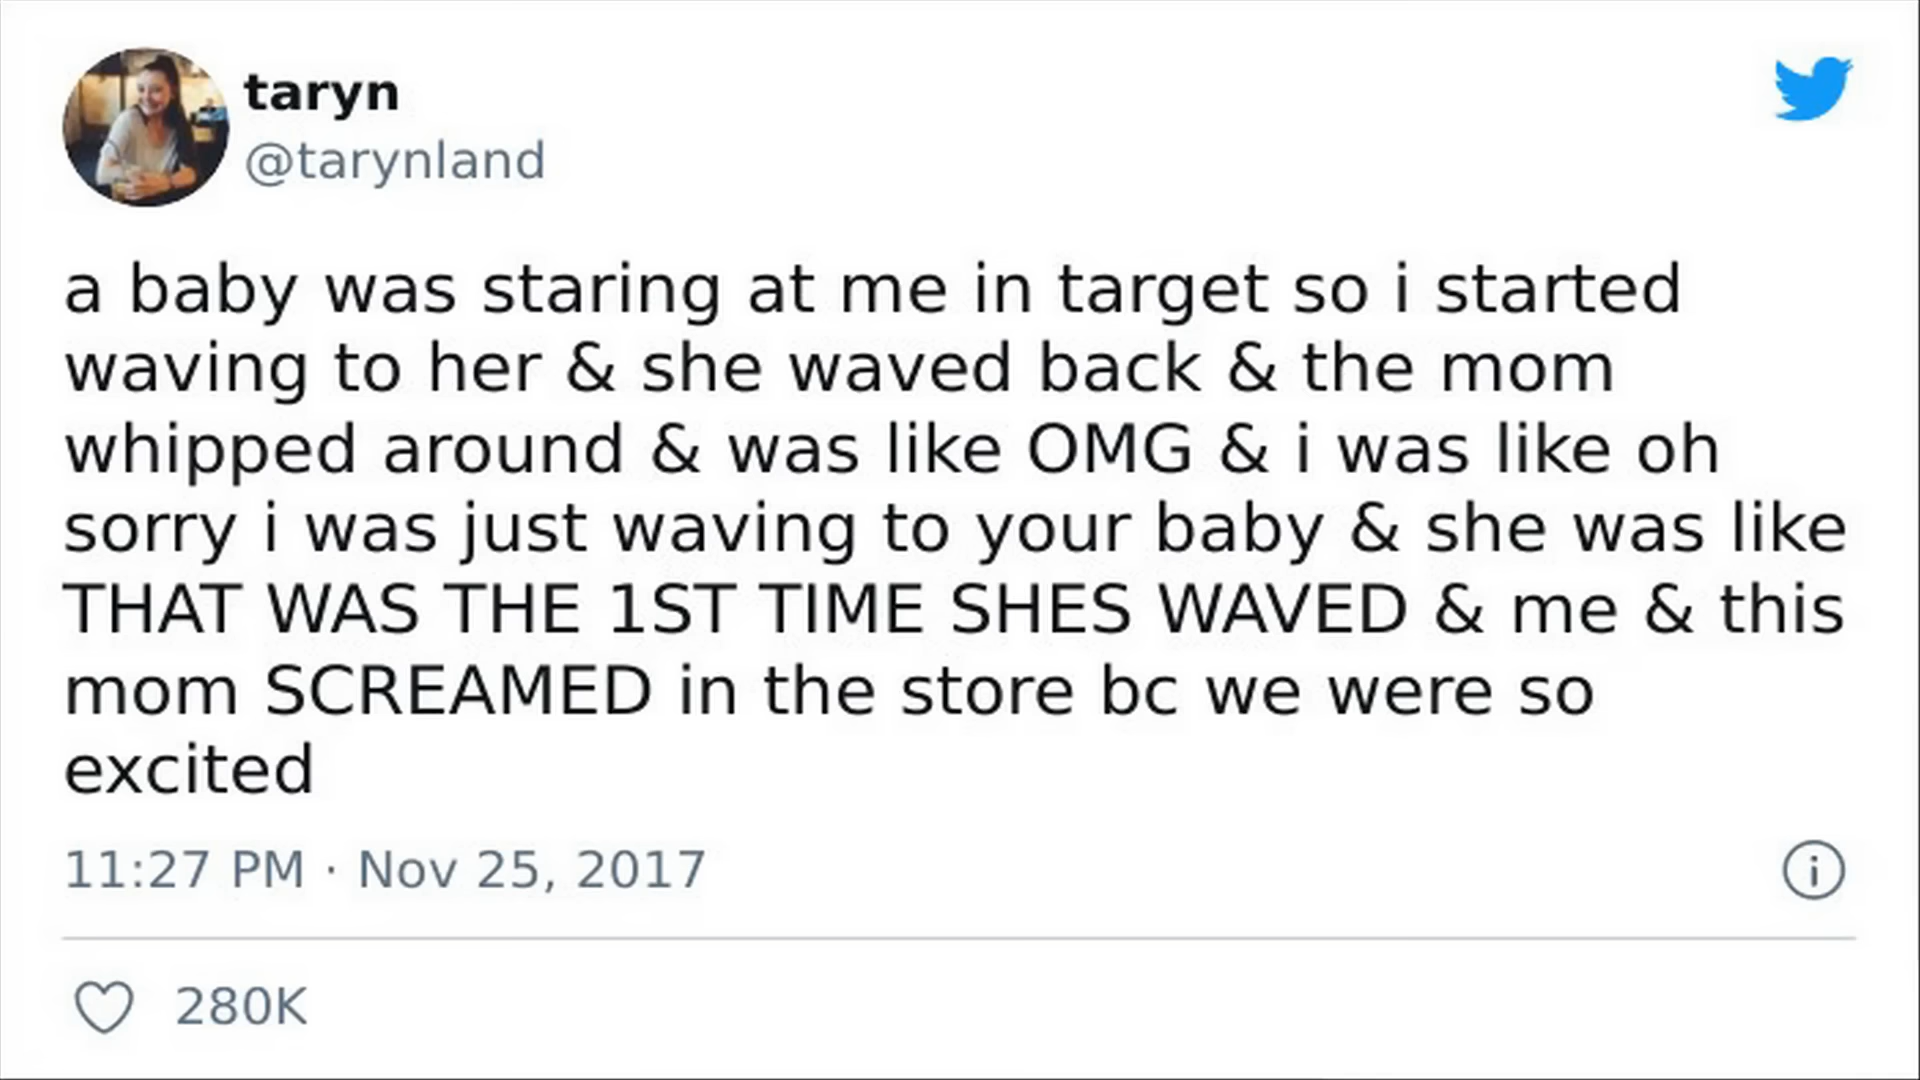 taryn
@tarynland
a baby was staring at me in target so i started
waving to her & she waved back & the mom
whipped around & was like OMG & i was like oh
sorry i was just waving to your baby & she was like
THAT WAS THE 1ST TIME SHES WAVED & me & this
mom SCREAMED in the store bc we were so
excited
11:27 PM · Nov 25, 2017
280K